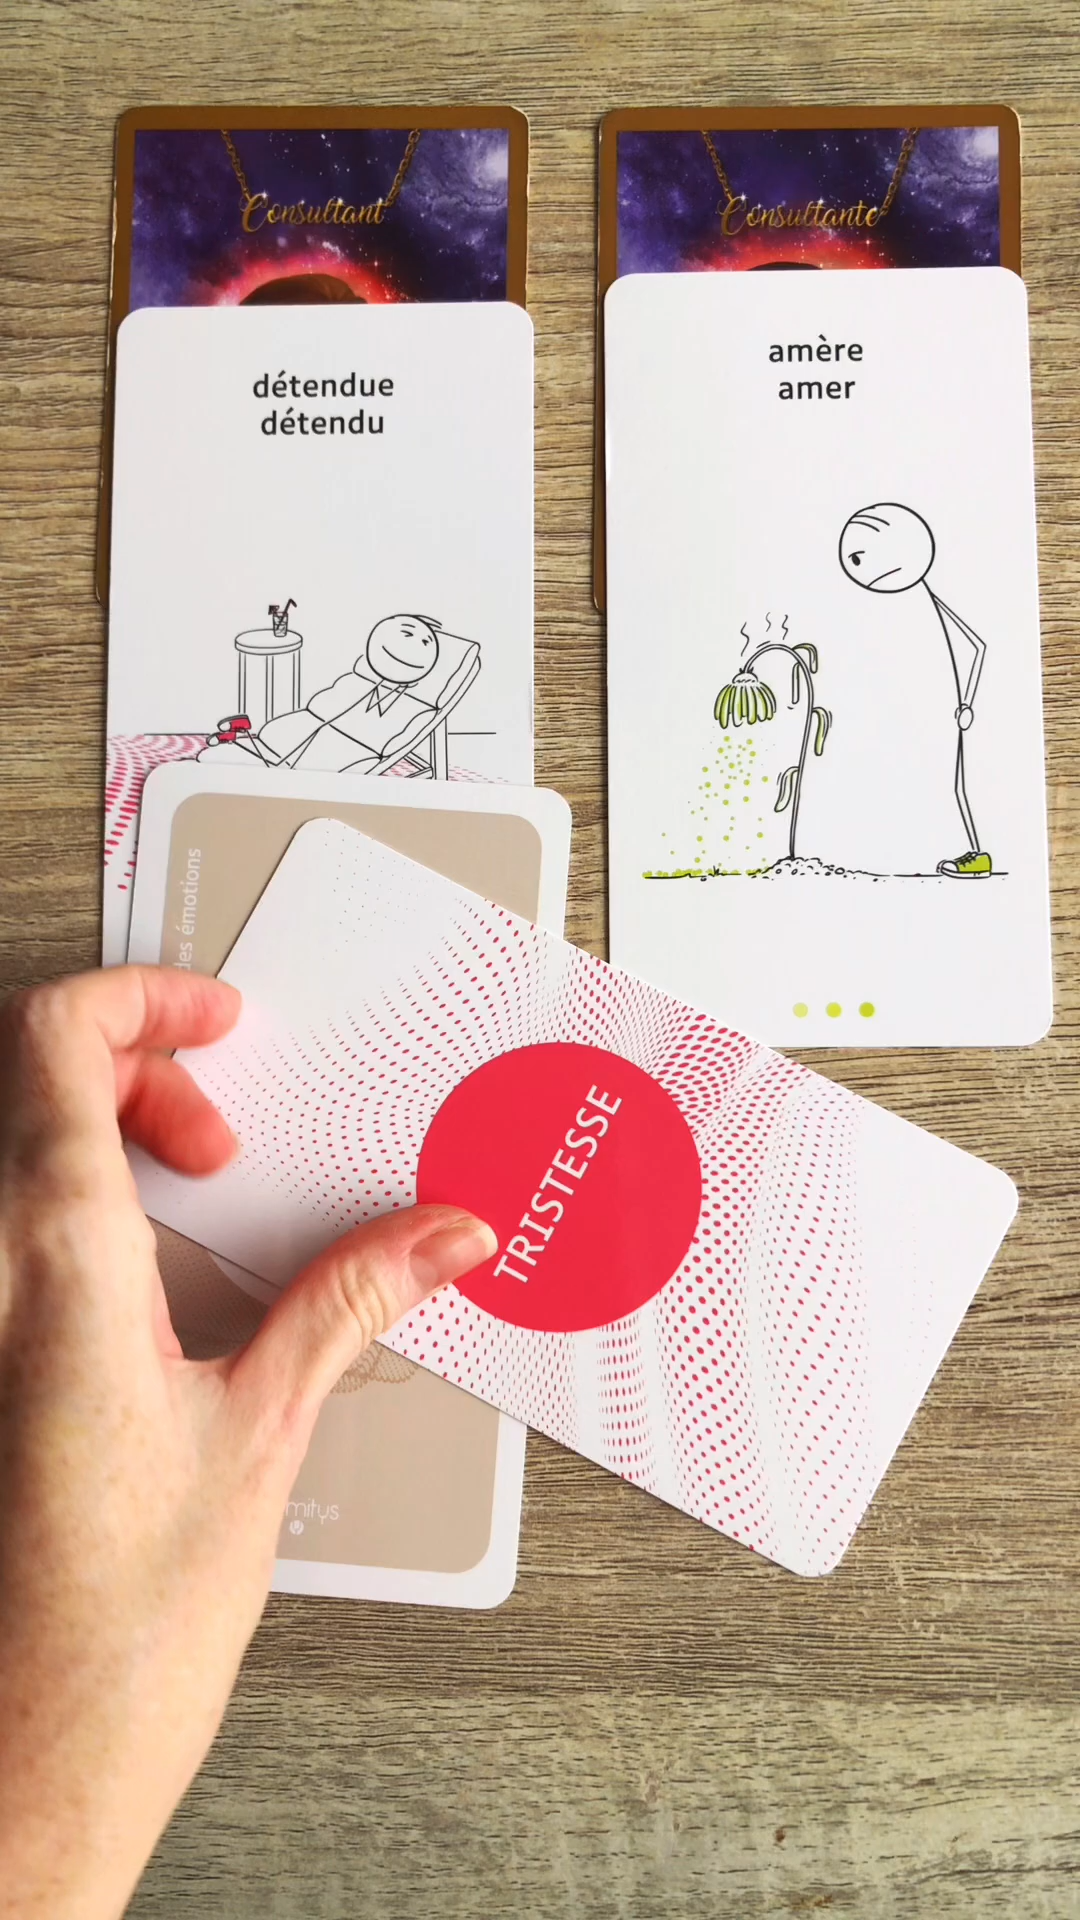 Consultant
Consultante
détendue
détendu
amère
amer
des émotions
TRISTESSE
mitys